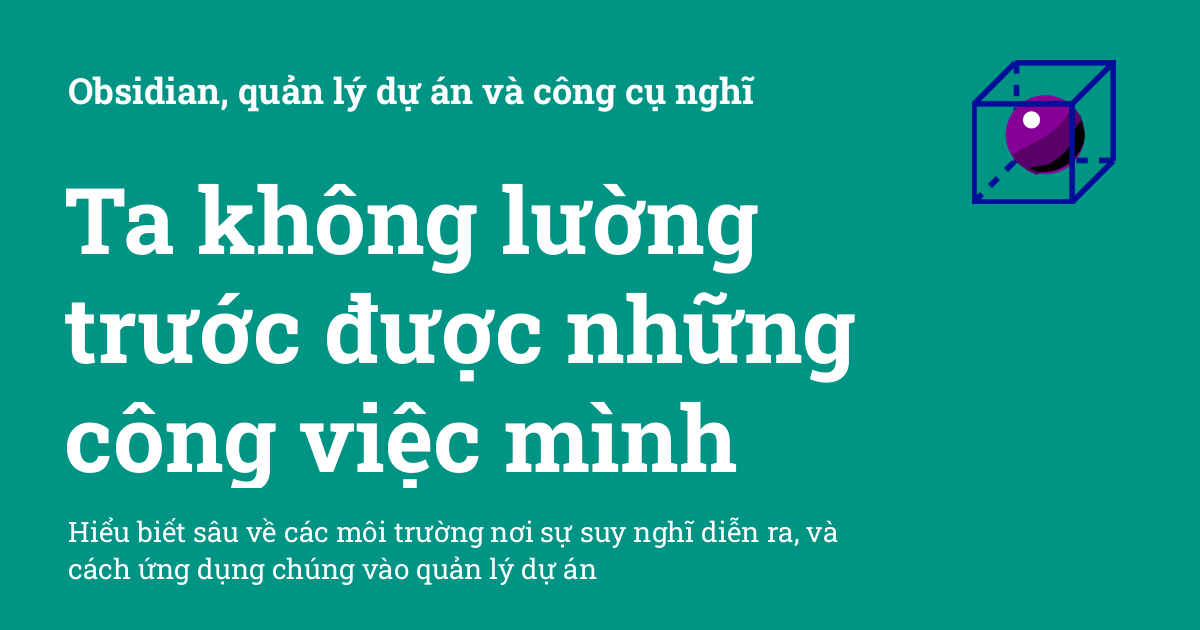 Obsidian, quản lý dự án và công cụ nghĩ
Ta không lường
trước được những
công việc mình
Hiểu biết sâu về các môi trường nơi sự suy nghĩ diễn ra, và
cách ứng dụng chúng vào quản lý dự án